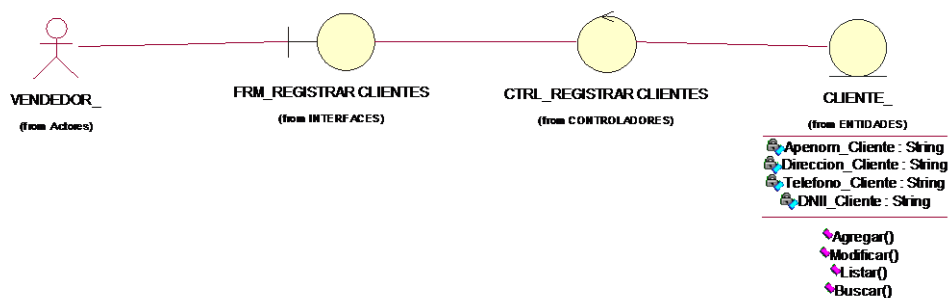 VENDEDOR_
(from Actores)
FRM_REGISTRAR CLIENTES
(from INTERFACES)
CTRL_REGISTRAR CLIENTES
(from CONTROLADORES)
CLIENTE_
(from ENTIDADES)
Apenom_Cliente : String
Direccion_Cliente : String
Telefono_Cliente : String
DNII_Cliente : String
Agregar()
Modificar()
Listar()
Buscar()